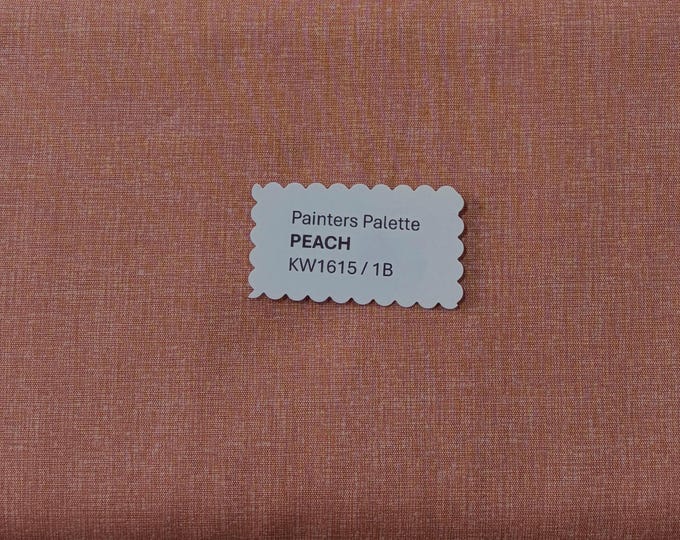 Painters Palette
PEACH
KW1615 / 1B